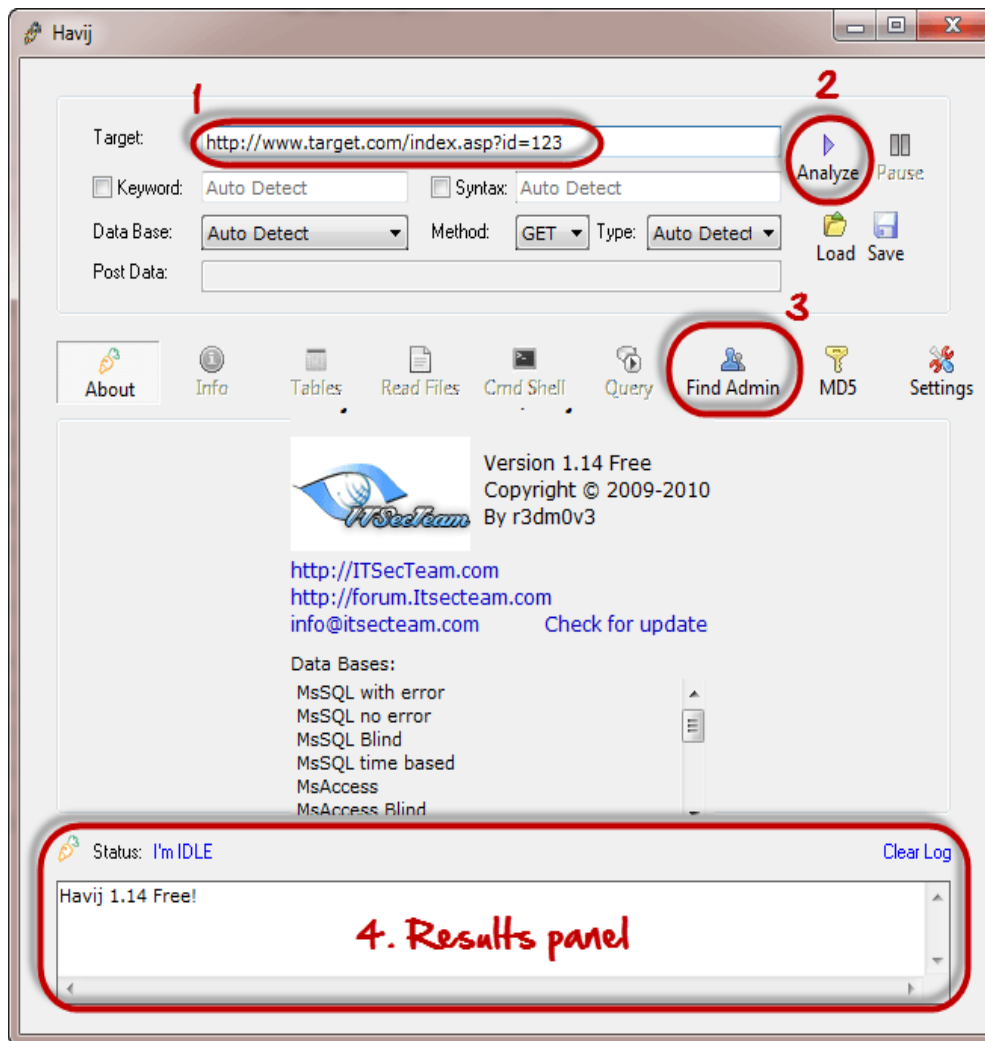 Havij
1
2
Target: http://www.target.com/index.asp?id=123
Analyze Pause
Keyword: Auto Detect Syntax: Auto Detect
Data Base: Auto Detect Method: GET Type: Auto Detect
Load Save
Post Data:
3
About Info Tables Read Files Cmd Shell Query Find Admin MD5 Settings
ITSecTeam
Version 1.14 Free
Copyright © 2009-2010
By r3dm0v3
http://ITSecTeam.com
http://forum.Itsecteam.com
info@itsecteam.com Check for update
Data Bases:
MsSQL with error
MsSQL no error
MsSQL Blind
MsSQL time based
MsAccess
MsAccess Blind
Status: I'm IDLE Clear Log
Havij 1.14 Free!
4. Results panel